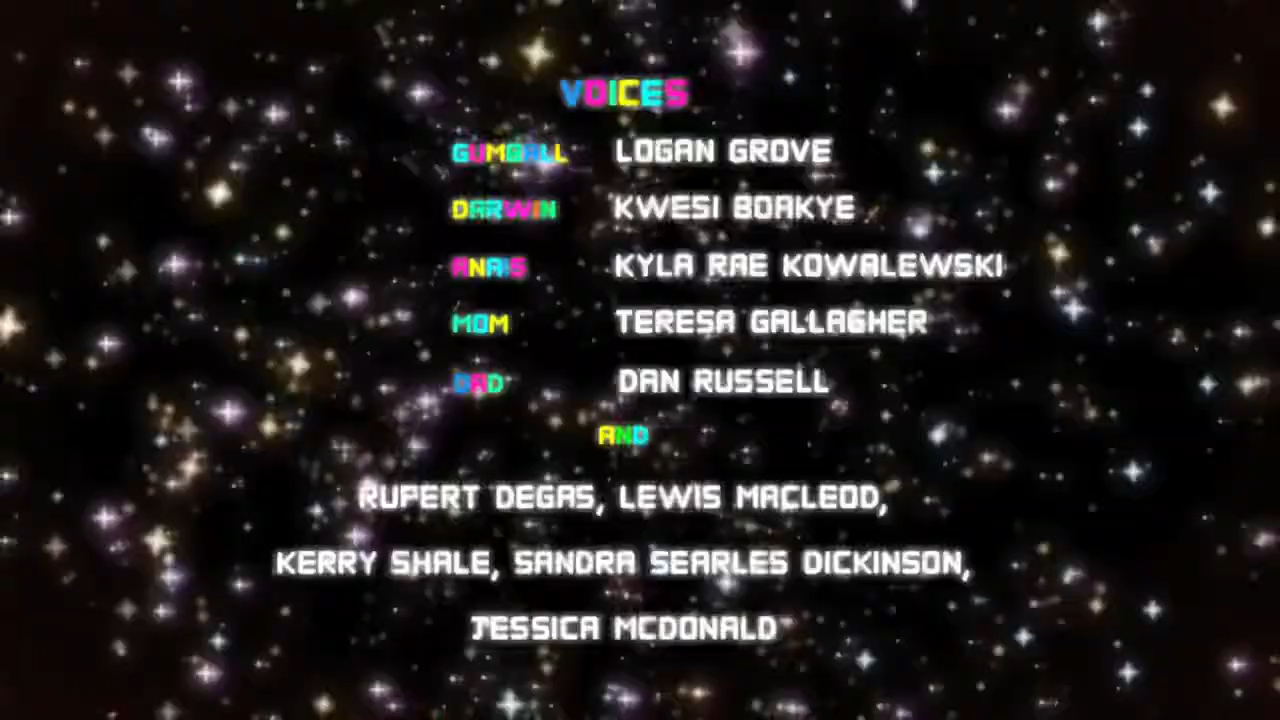 VOICES
GUMBALL LOGAN GROVE
DARWIN KWESI BOAKYE
ANAIS KYLA RAE KOWALEWSKI
MOM TERESA GALLAGHER
DAD DAN RUSSELL
AND
RUPERT DEGAS, LEWIS MACLEOD,
KERRY SHALE, SANDRA SEARLES DICKINSON,
JESSICA MCDONALD